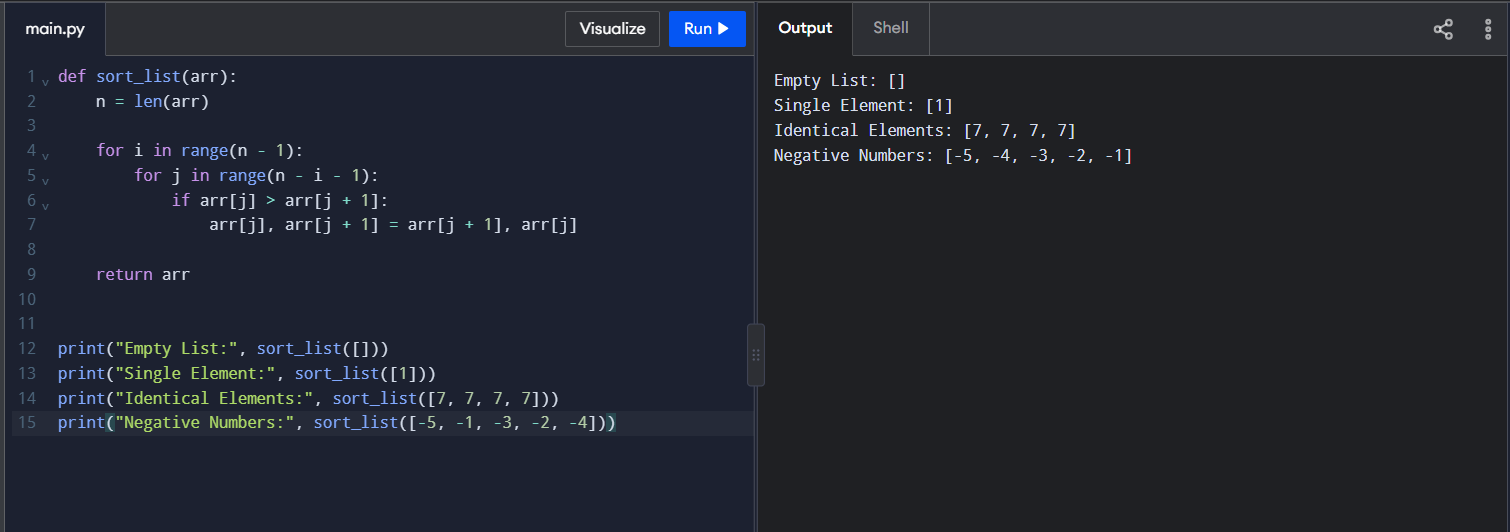 main.py
Visualize
Run
Output
Shell
1 def sort_list(arr):
2     n = len(arr)
3
4     for i in range(n - 1):
5         for j in range(n - i - 1):
6             if arr[j] > arr[j + 1]:
7                 arr[j], arr[j + 1] = arr[j + 1], arr[j]
8
9     return arr
10
11
12 print("Empty List:", sort_list([]))
13 print("Single Element:", sort_list([1]))
14 print("Identical Elements:", sort_list([7, 7, 7, 7]))
15 print("Negative Numbers:", sort_list([-5, -1, -3, -2, -4]))
Empty List: []
Single Element: [1]
Identical Elements: [7, 7, 7, 7]
Negative Numbers: [-5, -4, -3, -2, -1]